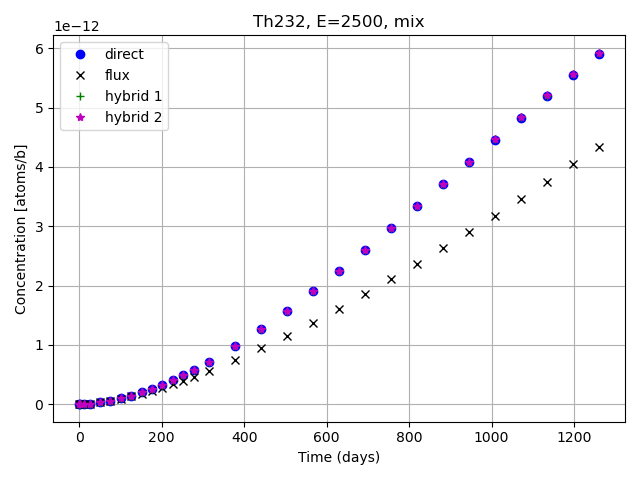 Th232, E=2500, mix
1e−12
direct
flux
hybrid 1
hybrid 2
6
5
4
3
2
1
0
Concentration [atoms/b]
0 200 400 600 800 1000 1200
Time (days)